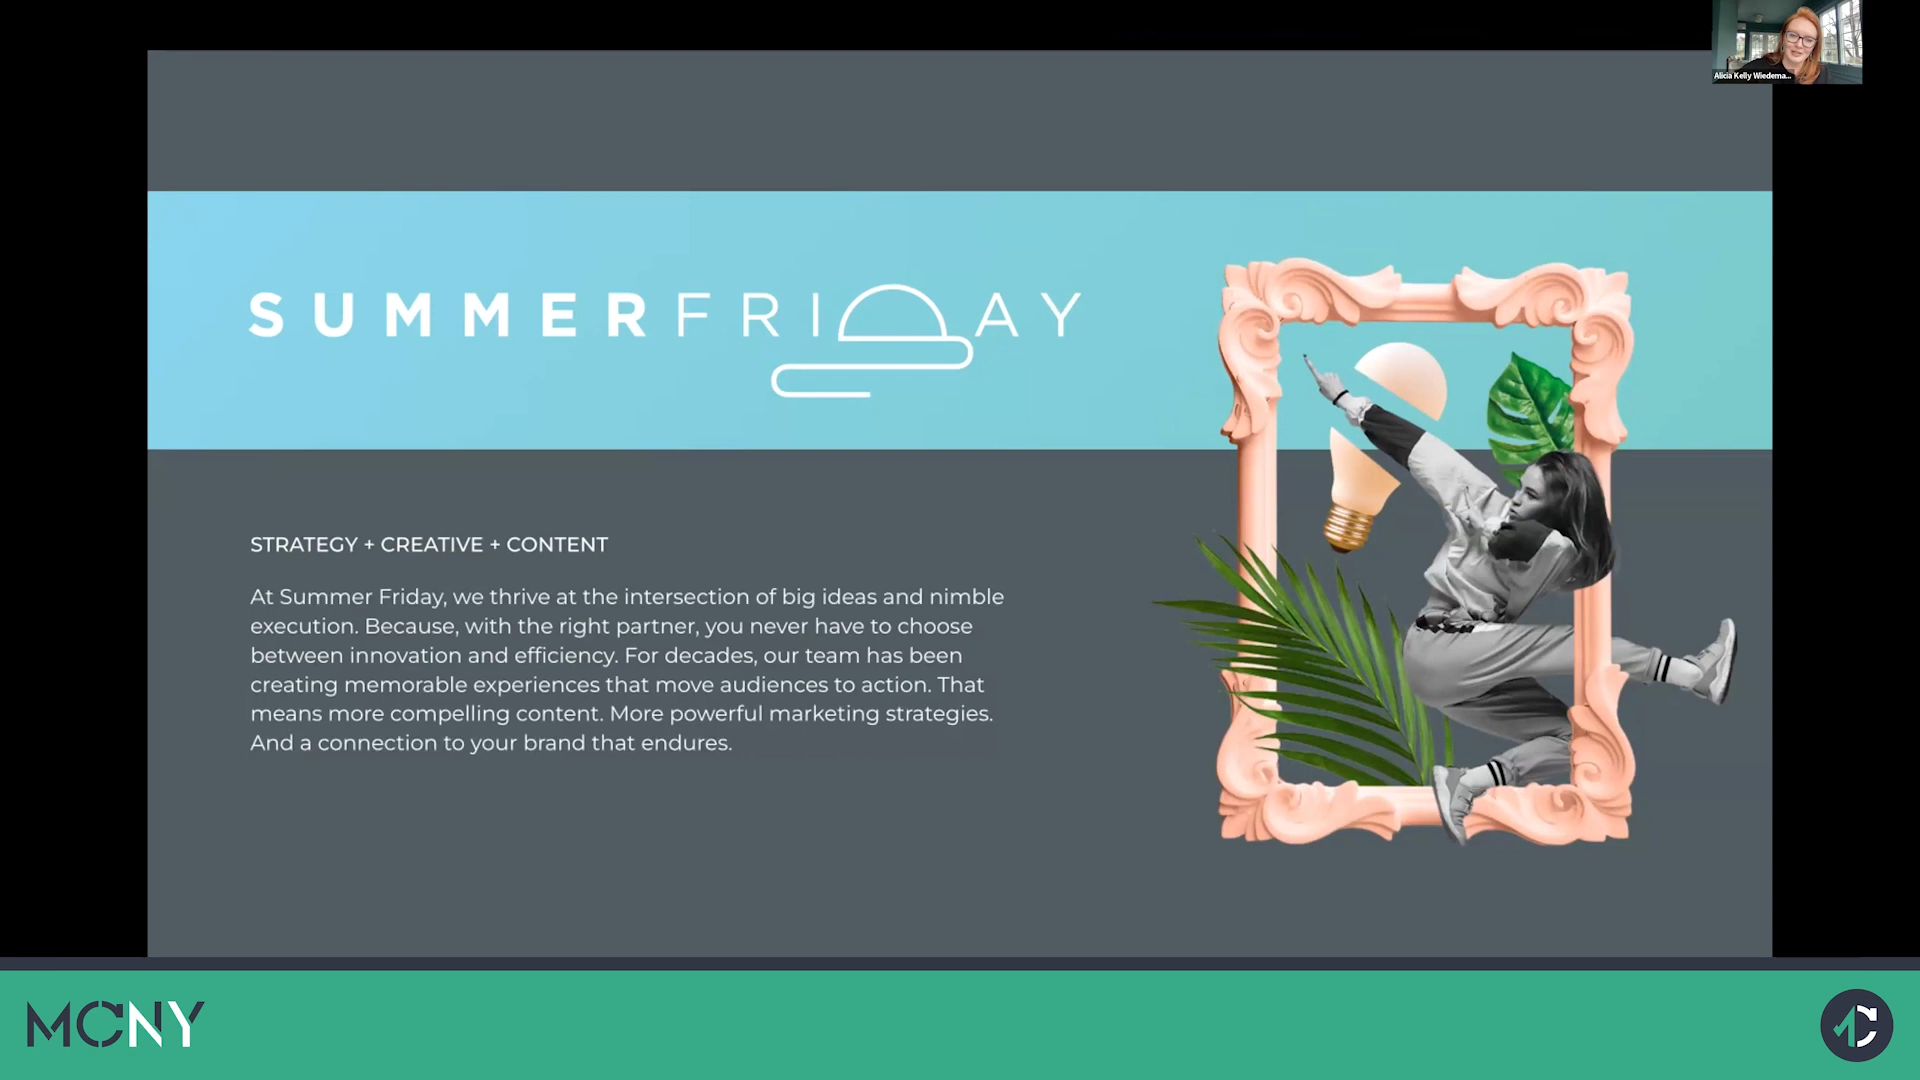 Alicia Kelly Wiedema...
SUMMERFRIDAY
STRATEGY + CREATIVE + CONTENT
At Summer Friday, we thrive at the intersection of big ideas and nimble
execution. Because, with the right partner, you never have to choose
between innovation and efficiency. For decades, our team has been
creating memorable experiences that move audiences to action. That
means more compelling content. More powerful marketing strategies.
And a connection to your brand that endures.
MCNY